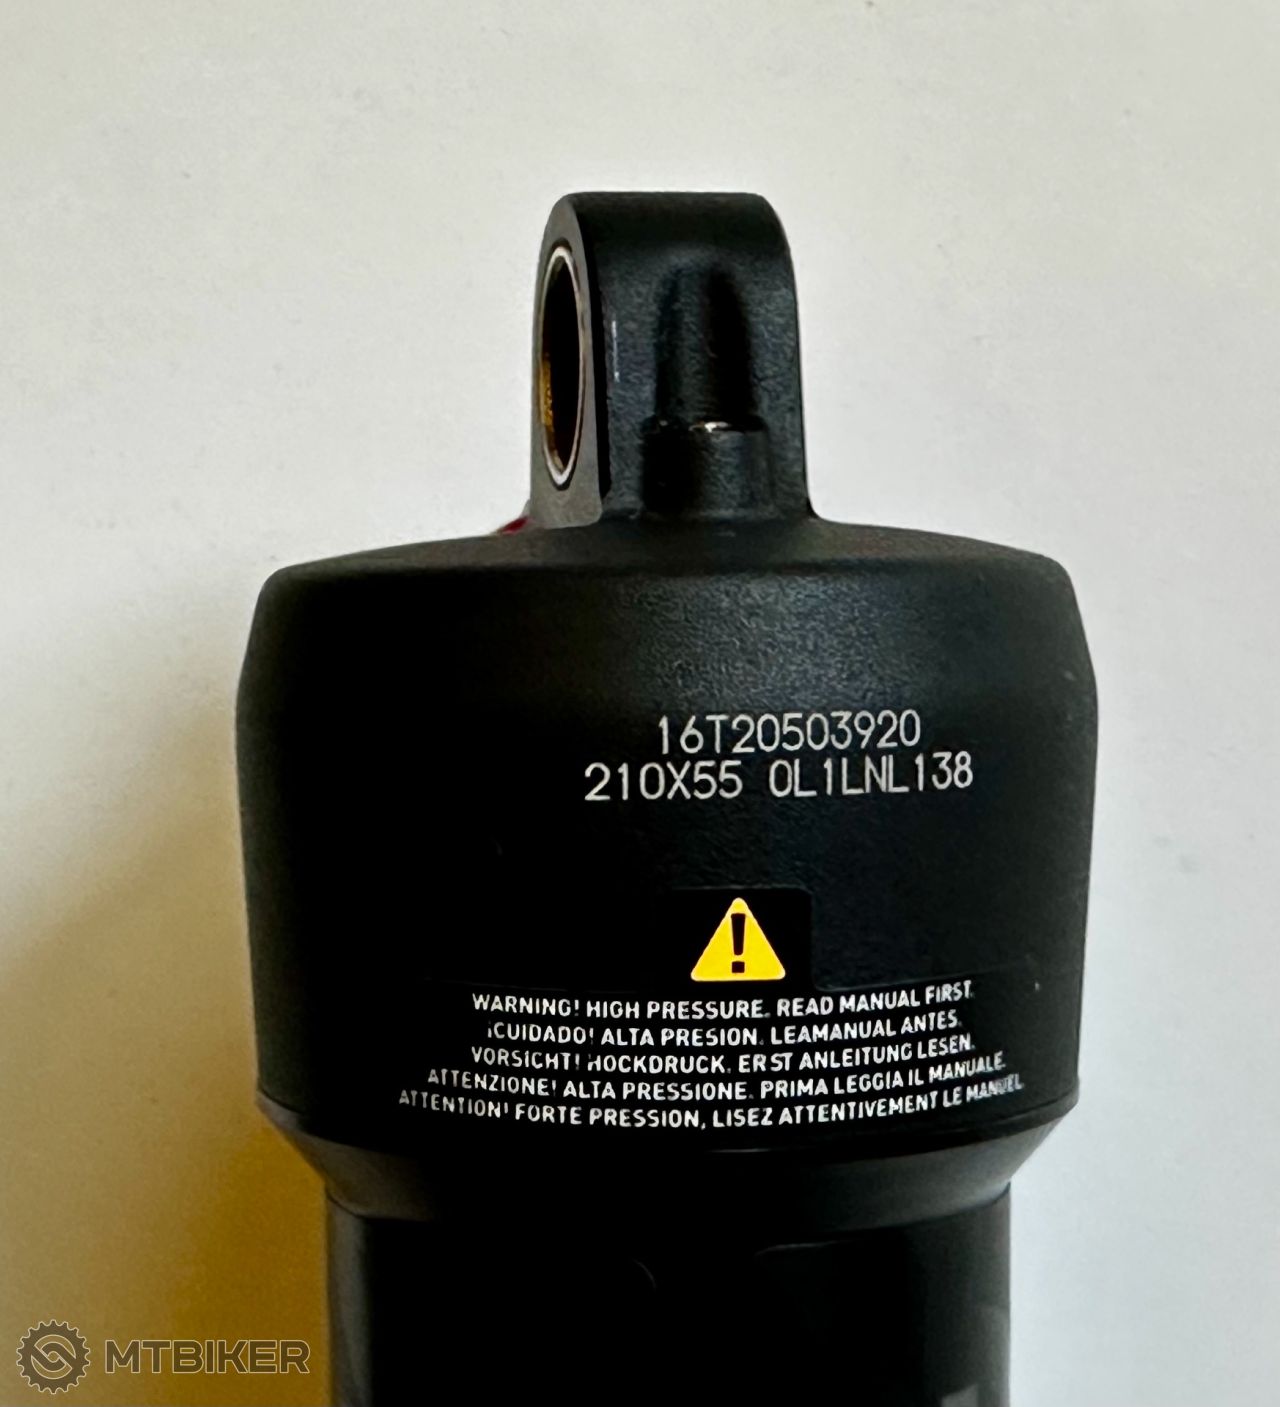 16T20503920
210X55 0L1LNL138
WARNING! HIGH PRESSURE. READ MANUAL FIRST.
¡CUIDADO! ALTA PRESION. LEAMANUAL ANTES.
VORSICHT! HOCKDRUCK. ERST ANLEITUNG LESEN.
ATTENZIONE! ALTA PRESSIONE. PRIMA LEGGIA IL MANUALE.
ATTENTION! FORTE PRESSION, LISEZ ATTENTIVEMENT LE MANUEL
MTBIKER